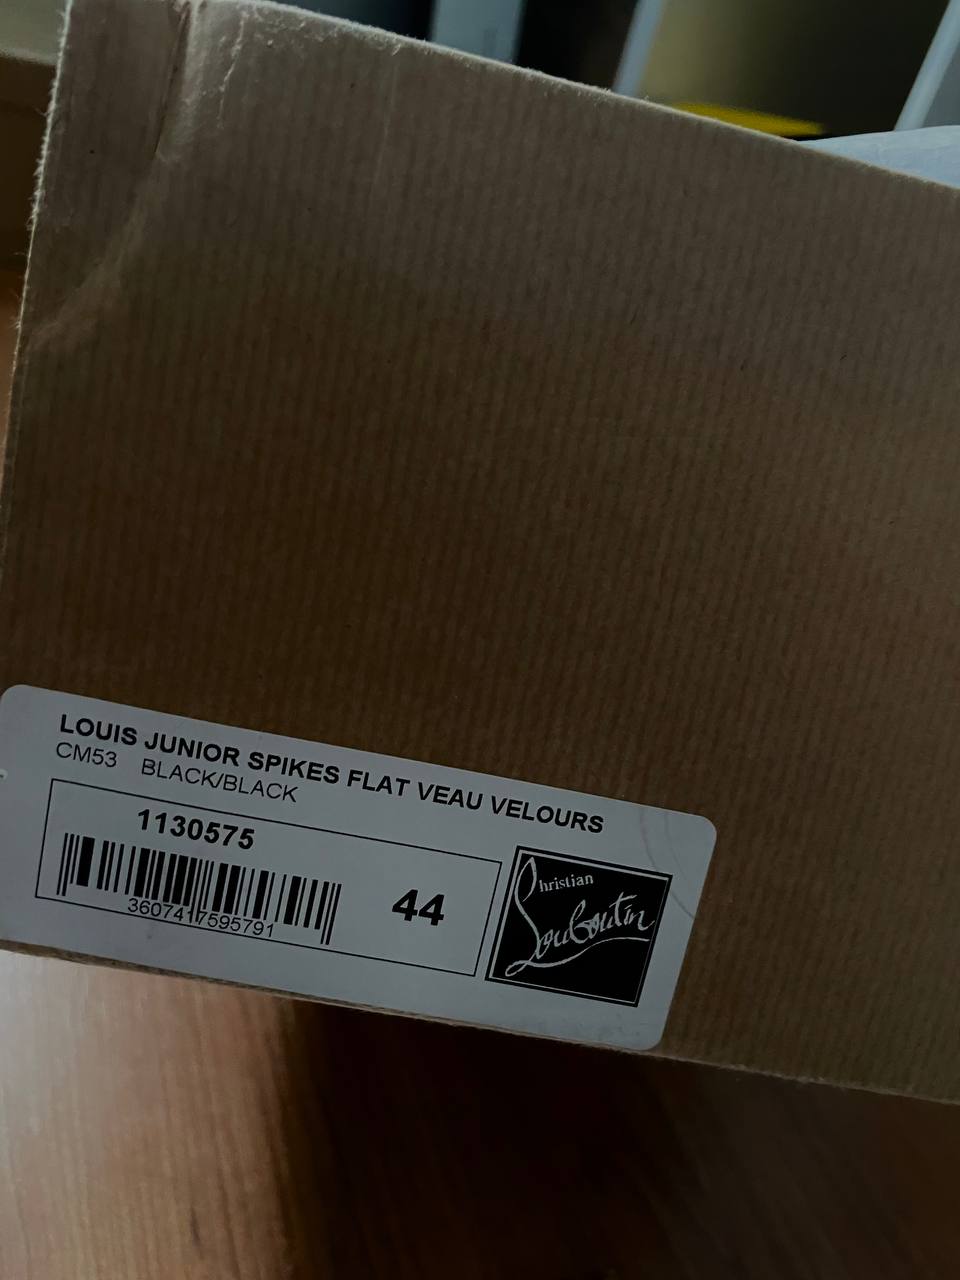 LOUIS JUNIOR SPIKES FLAT VEAU VELOURS
CM53 BLACK/BLACK
1130575
3607417595791
44
Christian
Louboutin